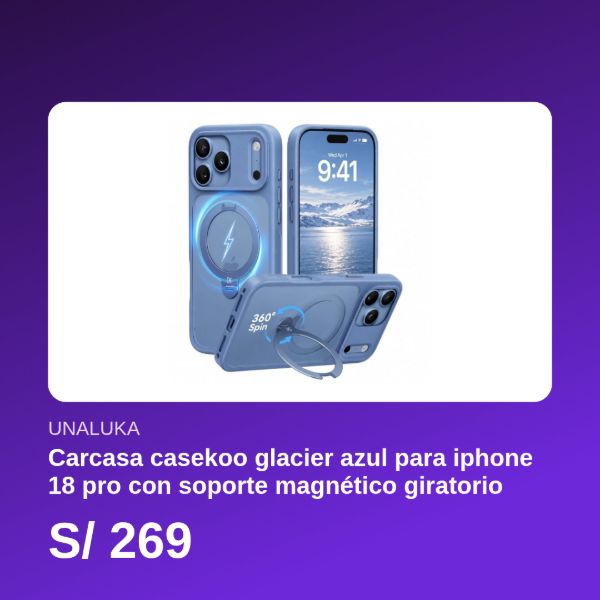 Wed Apr 1
9:41
360°
Spin
UNALUKA
Carcasa casekoo glacier azul para iphone
18 pro con soporte magnético giratorio
S/ 269